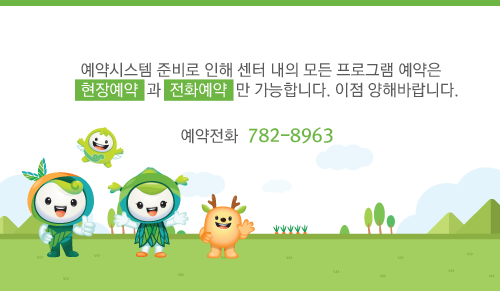 예약시스템 준비로 인해 센터 내의 모든 프로그램 예약은
현장예약 과 전화예약 만 가능합니다. 이점 양해바랍니다.
예약전화 782-8963